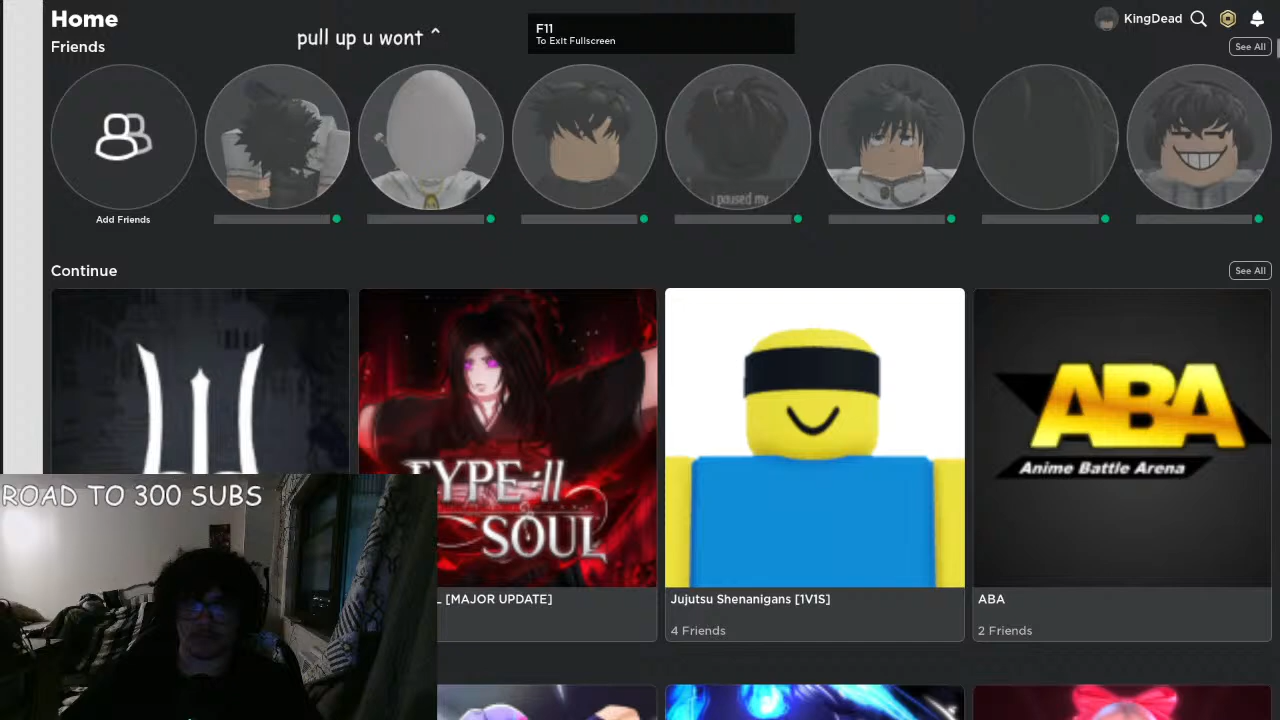 Home
pull up u wont ^
F11
To Exit Fullscreen
KingDead
Friends
See All
i paused my
Add Friends
Continue
See All
TYPE://
SOUL
ABA
Anime Battle Arena
ROAD TO 300 SUBS
[MAJOR UPDATE]
Jujutsu Shenanigans [1V1S]
ABA
4 Friends
2 Friends